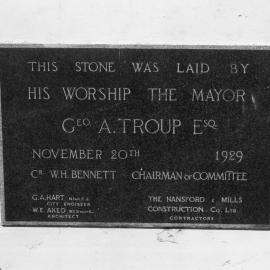 THIS STONE WAS LAID BY
HIS WORSHIP THE MAYOR
GEO. A. TROUP ESQ.
NOVEMBER 20TH 1929
CR W.H. BENNETT CHAIRMAN OF COMMITTEE
G.A. HART
CITY ENGINEER
W.E. AKED
ARCHITECT
THE NANSFORD & MILLS
CONSTRUCTION CO. LTD
CONTRACTORS